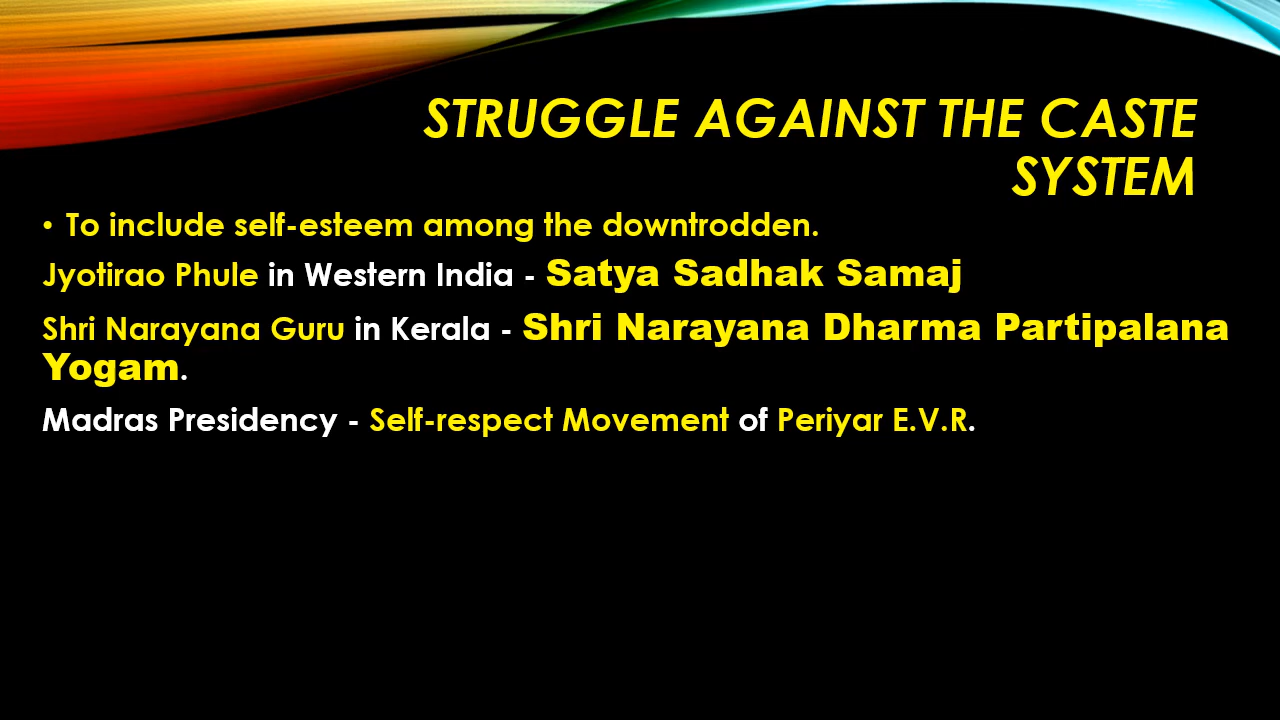 STRUGGLE AGAINST THE CASTE
SYSTEM
• To include self-esteem among the downtrodden.
Jyotirao Phule in Western India - Satya Sadhak Samaj
Shri Narayana Guru in Kerala - Shri Narayana Dharma Partipalana
Yogam.
Madras Presidency - Self-respect Movement of Periyar E.V.R.